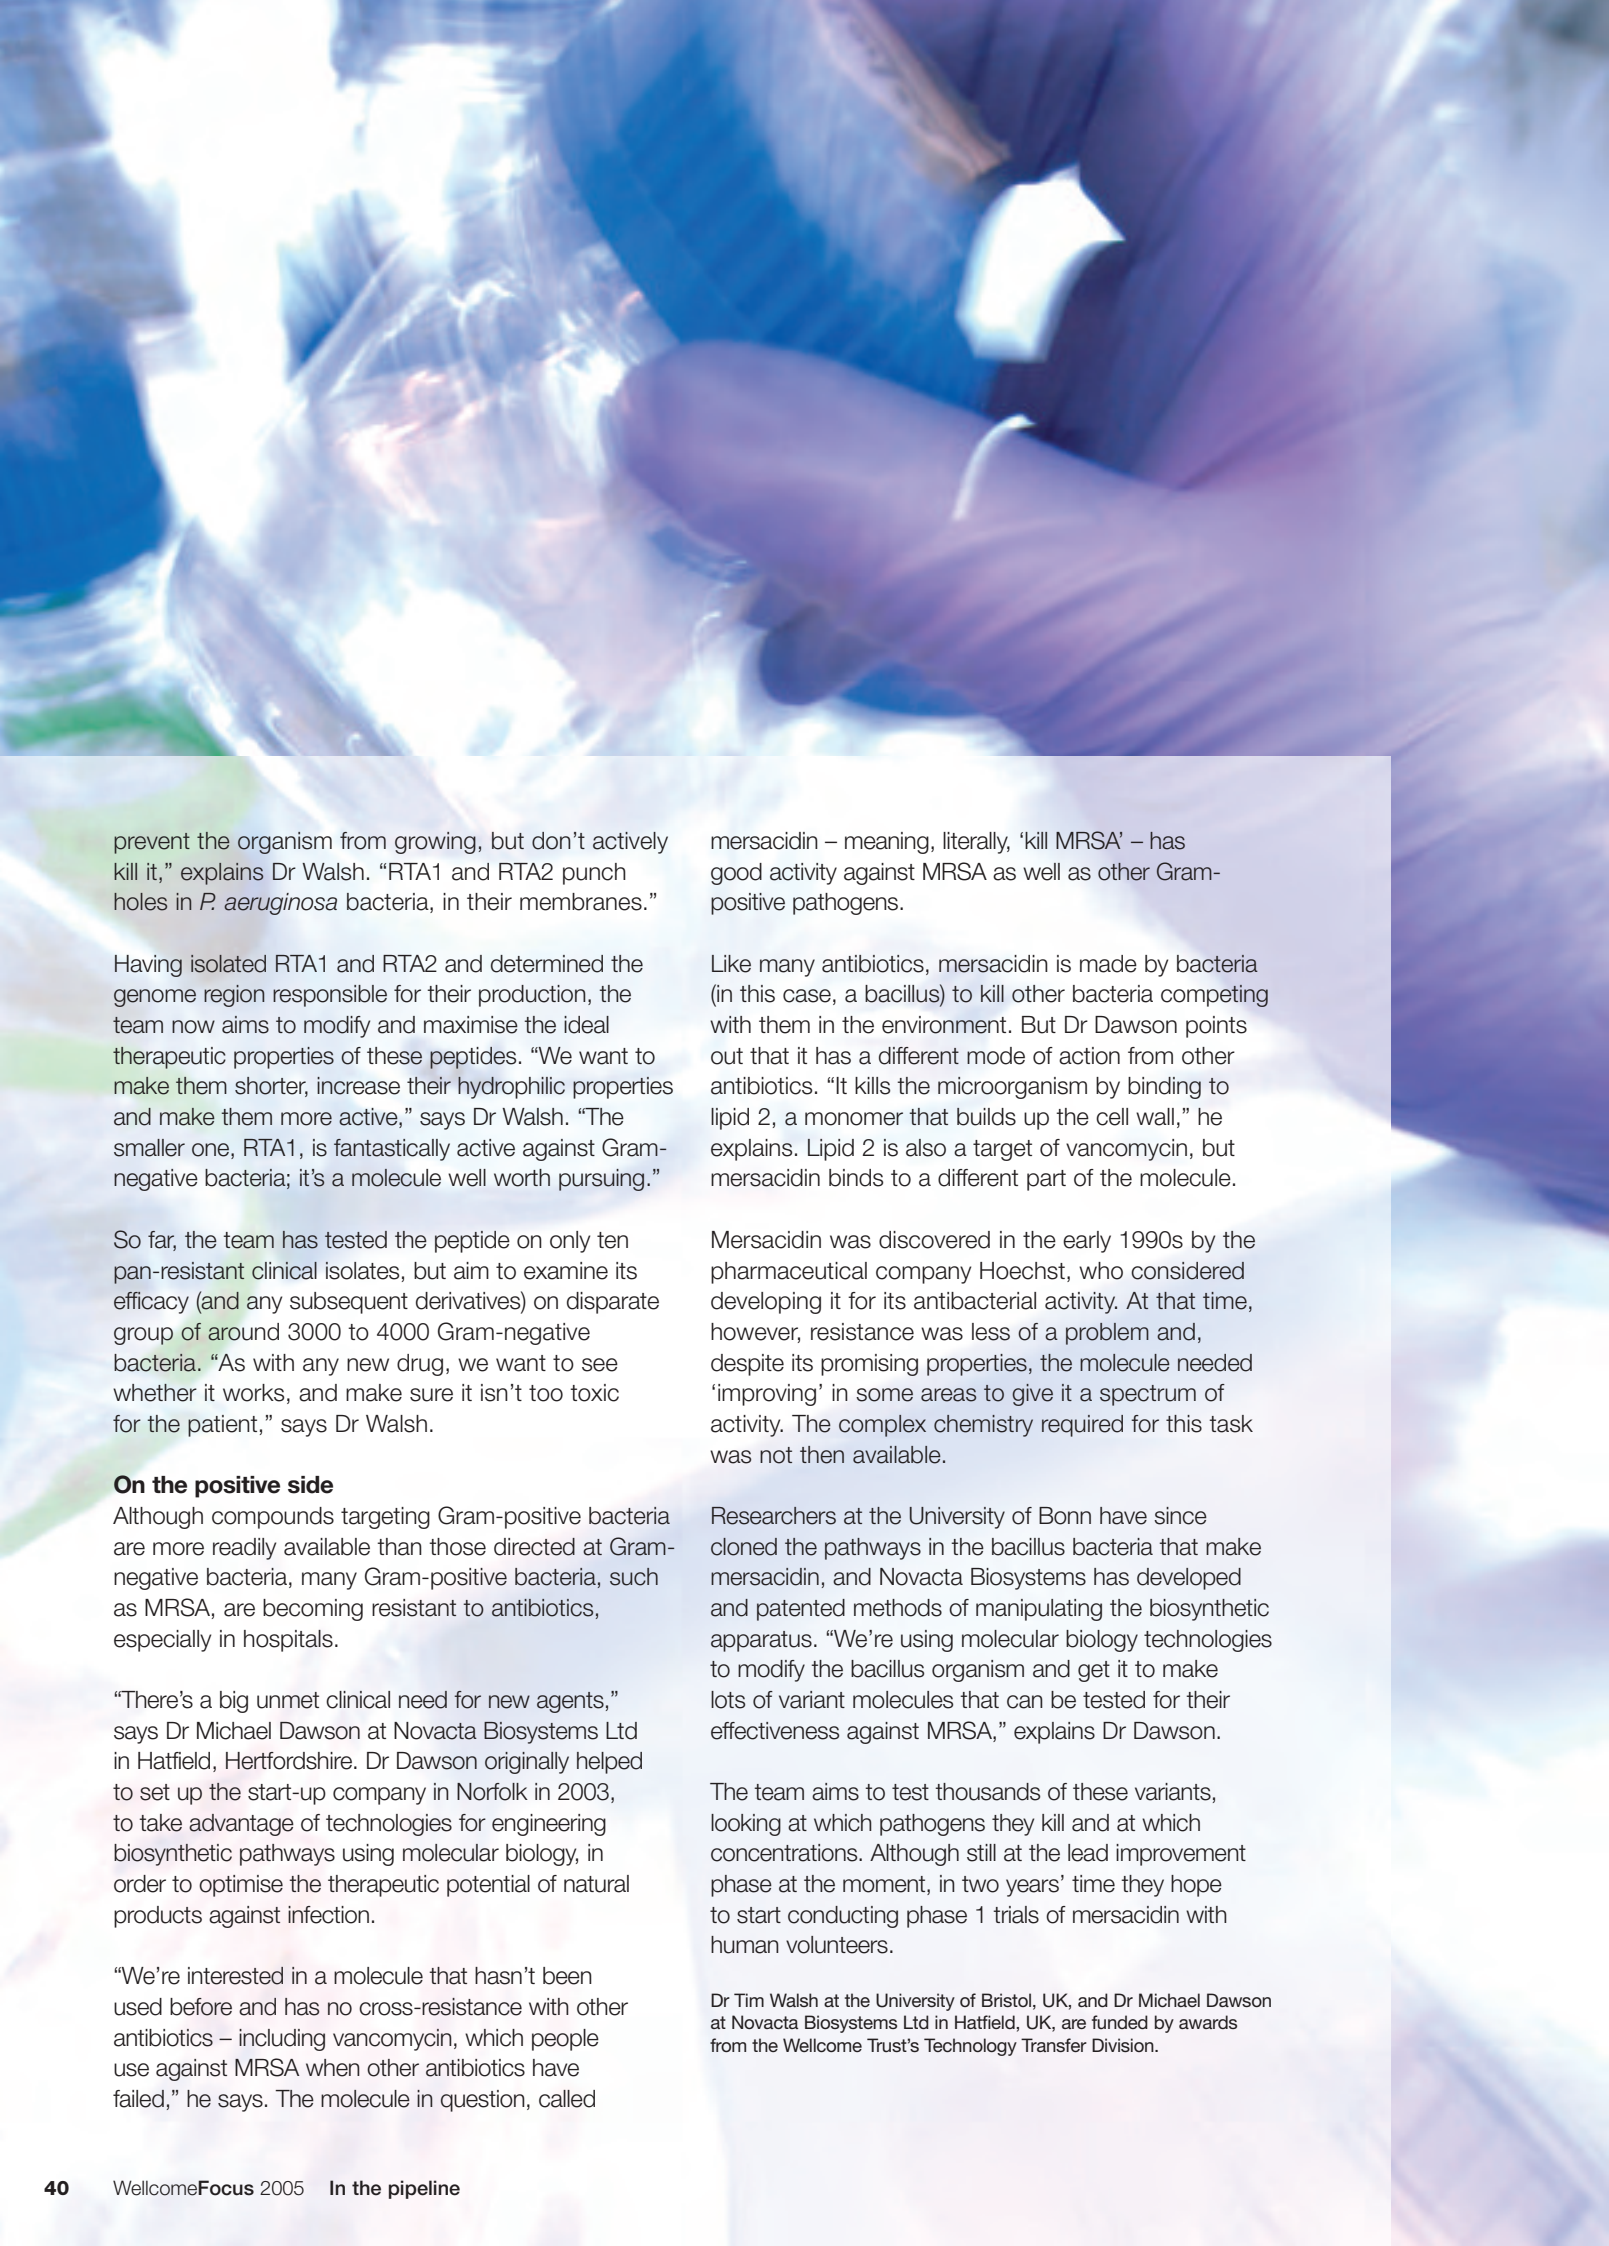 prevent the organism from growing, but don’t actively
kill it,” explains Dr Walsh. “RTA1 and RTA2 punch
holes in P. aeruginosa bacteria, in their membranes.”
Having isolated RTA1 and RTA2 and determined the
genome region responsible for their production, the
team now aims to modify and maximise the ideal
therapeutic properties of these peptides. “We want to
make them shorter, increase their hydrophilic properties
and make them more active,” says Dr Walsh. “The
smaller one, RTA1, is fantastically active against Gram-
negative bacteria; it’s a molecule well worth pursuing.”
So far, the team has tested the peptide on only ten
pan-resistant clinical isolates, but aim to examine its
efficacy (and any subsequent derivatives) on disparate
group of around 3000 to 4000 Gram-negative
bacteria. “As with any new drug, we want to see
whether it works, and make sure it isn’t too toxic
for the patient,” says Dr Walsh.
On the positive side
Although compounds targeting Gram-positive bacteria
are more readily available than those directed at Gram-
negative bacteria, many Gram-positive bacteria, such
as MRSA, are becoming resistant to antibiotics,
especially in hospitals.
“There’s a big unmet clinical need for new agents,”
says Dr Michael Dawson at Novacta Biosystems Ltd
in Hatfield, Hertfordshire. Dr Dawson originally helped
to set up the start-up company in Norfolk in 2003,
to take advantage of technologies for engineering
biosynthetic pathways using molecular biology, in
order to optimise the therapeutic potential of natural
products against infection.
“We’re interested in a molecule that hasn’t been
used before and has no cross-resistance with other
antibiotics – including vancomycin, which people
use against MRSA when other antibiotics have
failed,” he says. The molecule in question, called
mersacidin – meaning, literally, ‘kill MRSA’ – has
good activity against MRSA as well as other Gram-
positive pathogens.
Like many antibiotics, mersacidin is made by bacteria
(in this case, a bacillus) to kill other bacteria competing
with them in the environment. But Dr Dawson points
out that it has a different mode of action from other
antibiotics. “It kills the microorganism by binding to
lipid 2, a monomer that builds up the cell wall,” he
explains. Lipid 2 is also a target of vancomycin, but
mersacidin binds to a different part of the molecule.
Mersacidin was discovered in the early 1990s by the
pharmaceutical company Hoechst, who considered
developing it for its antibacterial activity. At that time,
however, resistance was less of a problem and,
despite its promising properties, the molecule needed
‘improving’ in some areas to give it a spectrum of
activity. The complex chemistry required for this task
was not then available.
Researchers at the University of Bonn have since
cloned the pathways in the bacillus bacteria that make
mersacidin, and Novacta Biosystems has developed
and patented methods of manipulating the biosynthetic
apparatus. “We’re using molecular biology technologies
to modify the bacillus organism and get it to make
lots of variant molecules that can be tested for their
effectiveness against MRSA,” explains Dr Dawson.
The team aims to test thousands of these variants,
looking at which pathogens they kill and at which
concentrations. Although still at the lead improvement
phase at the moment, in two years’ time they hope
to start conducting phase 1 trials of mersacidin with
human volunteers.
Dr Tim Walsh at the University of Bristol, UK, and Dr Michael Dawson
at Novacta Biosystems Ltd in Hatfield, UK, are funded by awards
from the Wellcome Trust’s Technology Transfer Division.
40 WellcomeFocus 2005 In the pipeline